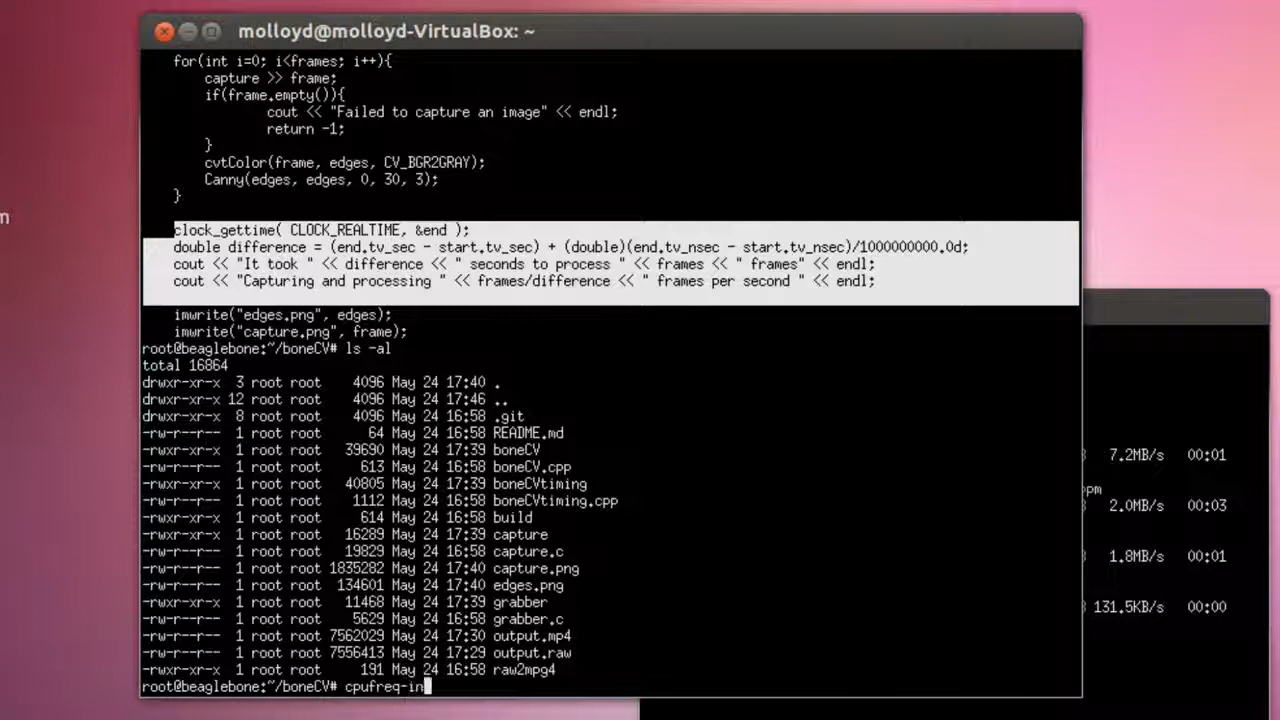 molloyd@molloyd-VirtualBox: ~
for(int i=0; i<frames; i++){
capture >> frame;
if(frame.empty()){
cout << "Failed to capture an image" << endl;
return -1;
}
cvtColor(frame, edges, CV_BGR2GRAY);
Canny(edges, edges, 0, 30, 3);
}
clock_gettime( CLOCK_REALTIME, &end );
double difference = (end.tv_sec - start.tv_sec) + (double)(end.tv_nsec - start.tv_nsec)/1000000000.0d;
cout << "It took " << difference << " seconds to process " << frames << " frames" << endl;
cout << "Capturing and processing " << frames/difference << " frames per second " << endl;
imwrite("edges.png", edges);
imwrite("capture.png", frame);
root@beaglebone:~/boneCV# ls -al
total 16864
drwxr-xr-x 3 root root 4096 May 24 17:40 .
drwxr-xr-x 12 root root 4096 May 24 17:46 ..
drwxr-xr-x 8 root root 4096 May 24 16:58 .git
-rw-r--r-- 1 root root 64 May 24 16:58 README.md
-rwxr-xr-x 1 root root 39690 May 24 17:39 boneCV
-rw-r--r-- 1 root root 613 May 24 16:58 boneCV.cpp
-rwxr-xr-x 1 root root 40805 May 24 17:39 boneCVtiming
-rw-r--r-- 1 root root 1112 May 24 16:58 boneCVtiming.cpp
-rwxr-xr-x 1 root root 614 May 24 16:58 build
-rwxr-xr-x 1 root root 16289 May 24 17:39 capture
-rw-r--r-- 1 root root 19829 May 24 16:58 capture.c
-rw-r--r-- 1 root root 1835282 May 24 17:40 capture.png
-rw-r--r-- 1 root root 134601 May 24 17:40 edges.png
-rwxr-xr-x 1 root root 11468 May 24 17:39 grabber
-rw-r--r-- 1 root root 5629 May 24 16:58 grabber.c
-rw-r--r-- 1 root root 7562029 May 24 17:30 output.mp4
-rw-r--r-- 1 root root 7556413 May 24 17:29 output.raw
-rwxr-xr-x 1 root root 191 May 24 16:58 raw2mpg4
root@beaglebone:~/boneCV# cpufreq-in
7.2MB/s 00:01
ppm
2.0MB/s 00:03
1.8MB/s 00:01
131.5KB/s 00:00